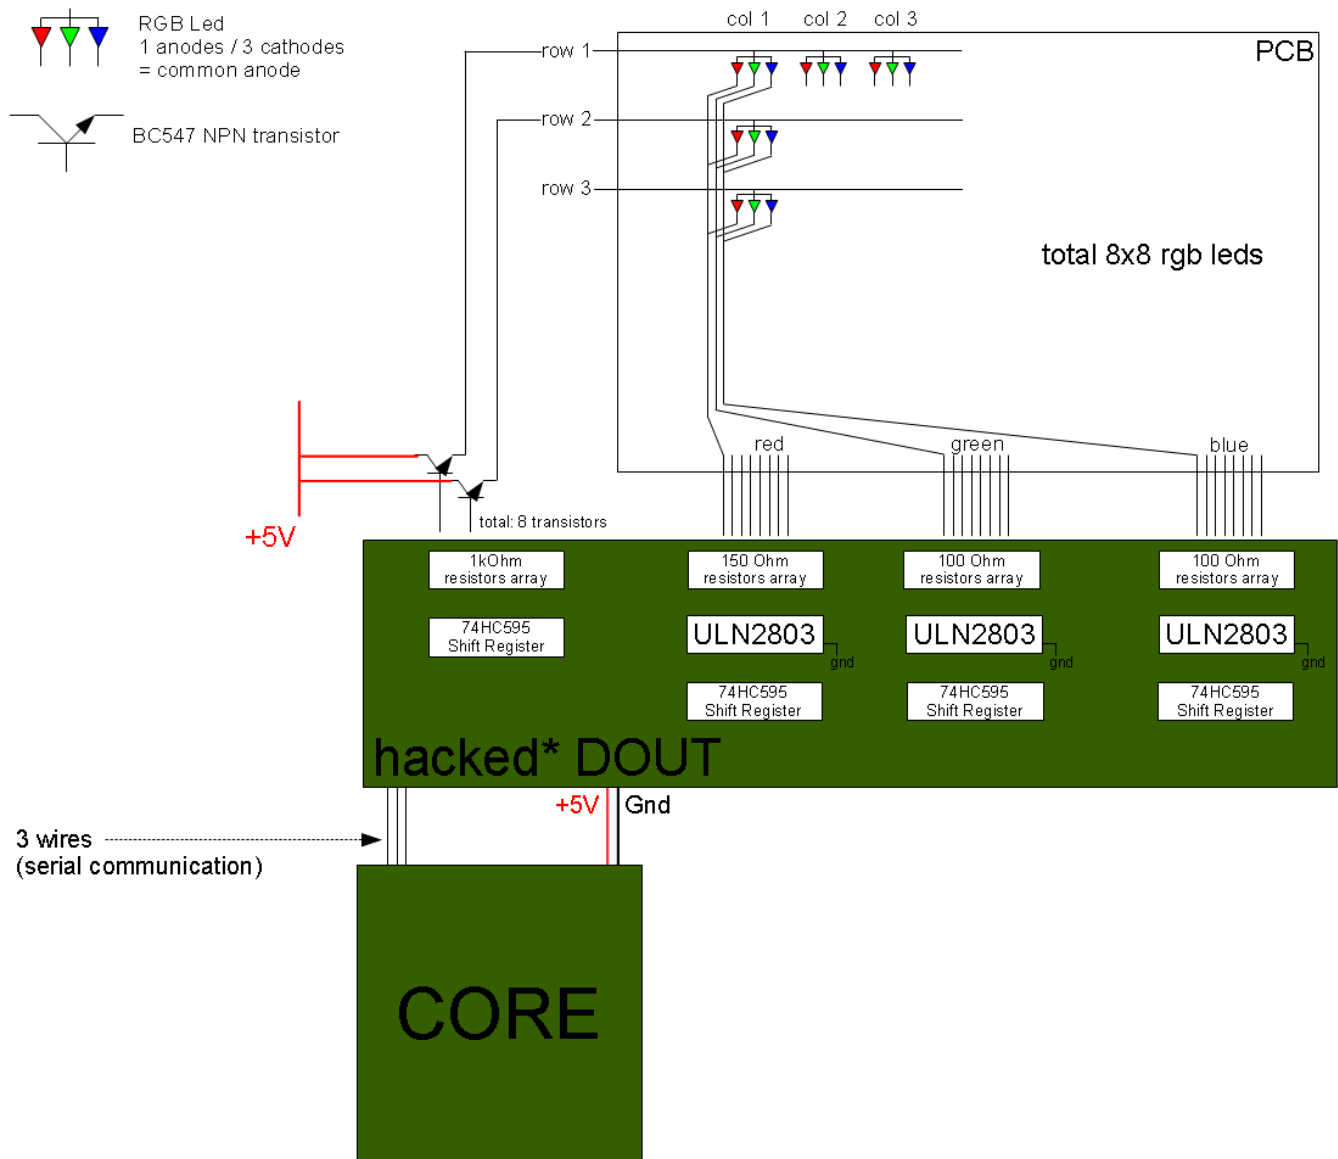 RGB Led
1 anodes / 3 cathodes
= common anode
BC547 NPN transistor
col 1 col 2 col 3
PCB
row 1
row 2
row 3
total 8x8 rgb leds
red green blue
+5V
total: 8 transistors
1kOhm
resistors array
150 Ohm
resistors array
100 Ohm
resistors array
100 Ohm
resistors array
74HC595
Shift Register
ULN2803
gnd
ULN2803
gnd
ULN2803
gnd
74HC595
Shift Register
74HC595
Shift Register
74HC595
Shift Register
hacked* DOUT
+5V Gnd
3 wires
(serial communication)
CORE